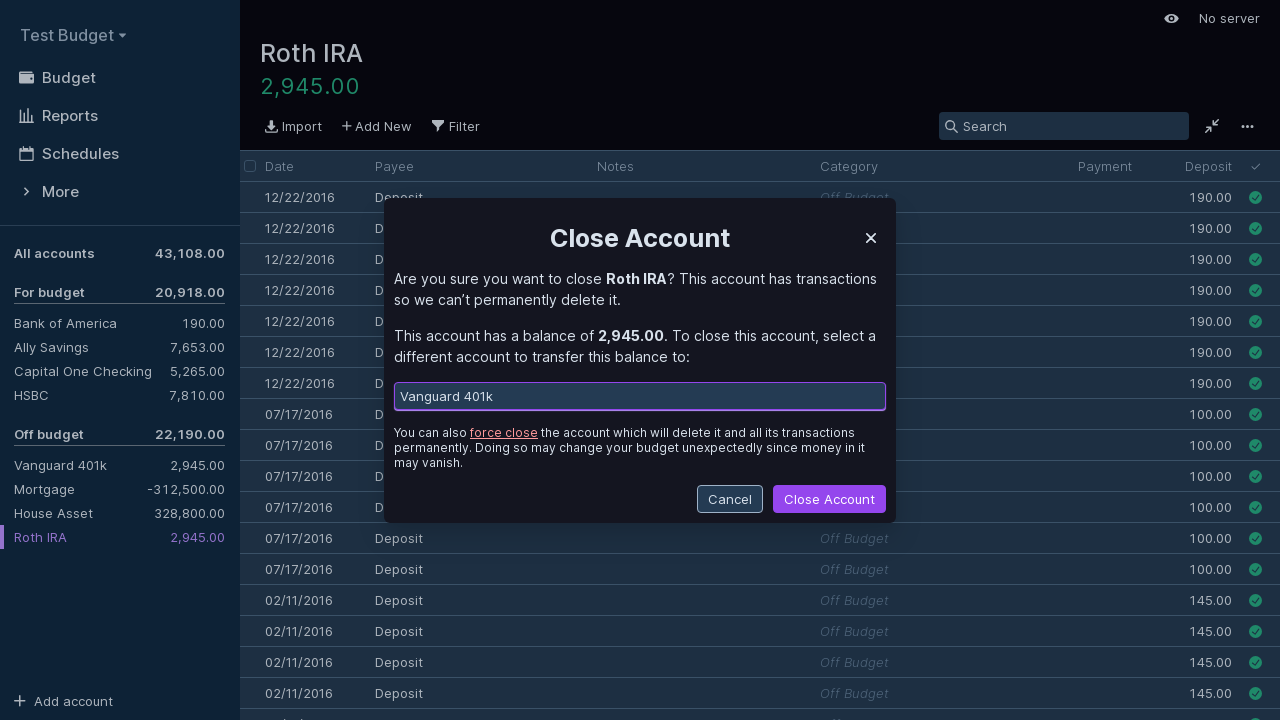 Test Budget
Budget
Reports
Schedules
More
All accounts 43,108.00
For budget 20,918.00
Bank of America 190.00
Ally Savings 7,653.00
Capital One Checking 5,265.00
HSBC 7,810.00
Off budget 22,190.00
Vanguard 401k 2,945.00
Mortgage -312,500.00
House Asset 328,800.00
Roth IRA 2,945.00
Add account
No server
Roth IRA
2,945.00
Import Add New Filter Search
Date Payee Notes Category Payment Deposit
12/22/2016 Deposit Off Budget 190.00
12/22/2016 190.00
12/22/2016 190.00
12/22/2016 190.00
12/22/2016 190.00
12/22/2016 190.00
12/22/2016 190.00
07/17/2016 100.00
07/17/2016 100.00
07/17/2016 100.00
07/17/2016 100.00
07/17/2016 Deposit Off Budget 100.00
07/17/2016 Deposit Off Budget 100.00
02/11/2016 Deposit Off Budget 145.00
02/11/2016 Deposit Off Budget 145.00
02/11/2016 Deposit Off Budget 145.00
02/11/2016 Deposit Off Budget 145.00
Close Account
Are you sure you want to close Roth IRA? This account has transactions
so we can’t permanently delete it.
This account has a balance of 2,945.00. To close this account, select a
different account to transfer this balance to:
Vanguard 401k
You can also force close the account which will delete it and all its transactions
permanently. Doing so may change your budget unexpectedly since money in it
may vanish.
Cancel Close Account